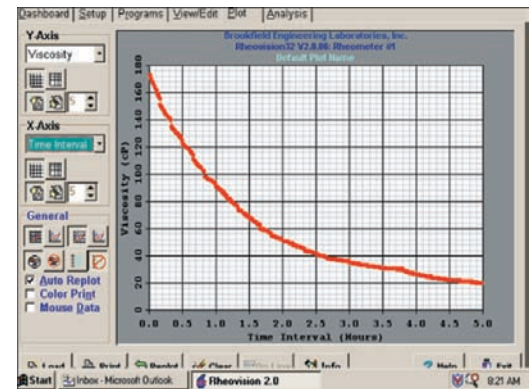 Dashboard Setup Programs View/Edit Plot Analysis
Y-Axis
Viscosity
5
X-Axis
Time Interval
5
General
Auto Replot
Color Print
Mouse Data
Brookfield Engineering Laboratories, Inc.
Rheovision32 V2.0.06: Rheometer #1
Default Plot Name
Viscosity (cP)
180
160
140
120
100
80
60
40
20
0
0.0 0.5 1.0 1.5 2.0 2.5 3.0 3.5 4.0 4.5 5.0
Time Interval (Hours)
Load Print Replot Clear Info Help Exit
Start Inbox - Microsoft Outlook Rheovision 2.0 8:21 AM